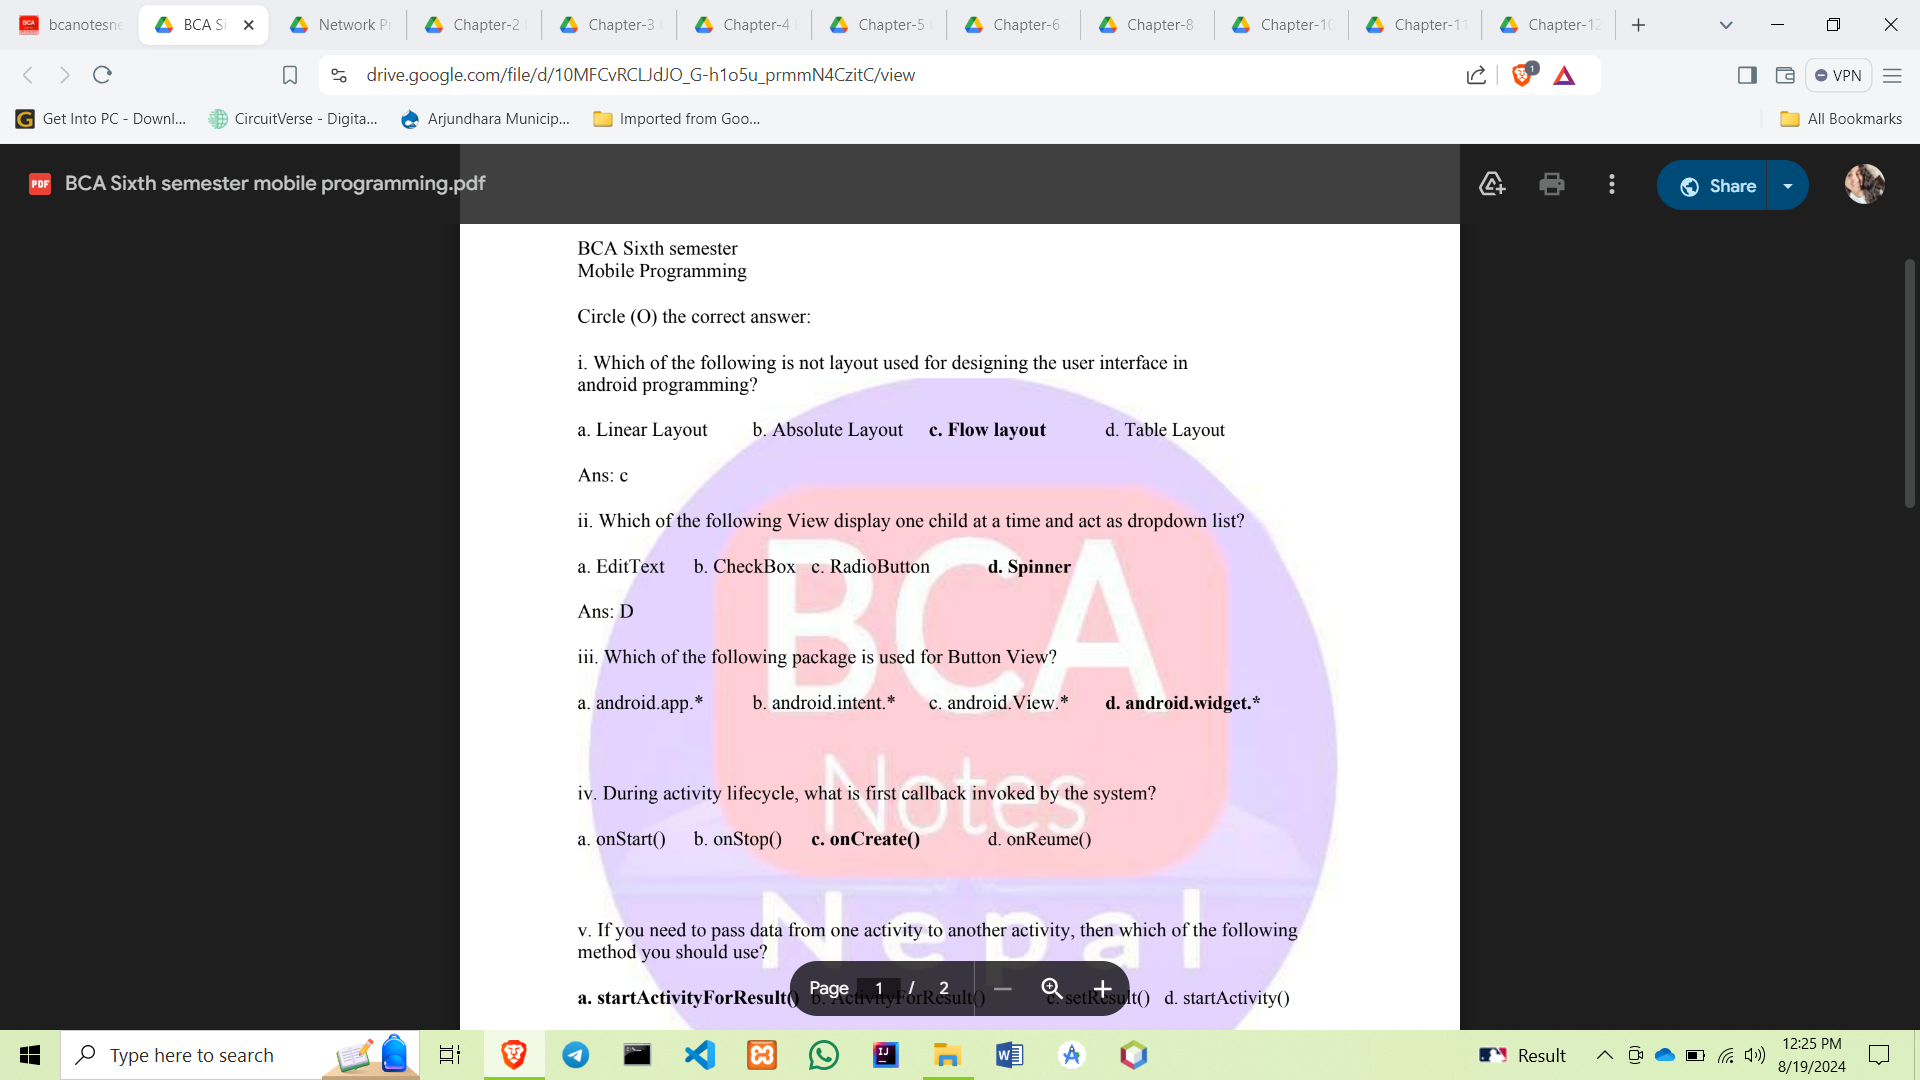 bcanotesne
BCA Si
Network Pr
Chapter-2
Chapter-3
Chapter-4
Chapter-5
Chapter-6
Chapter-8
Chapter-10
Chapter-11
Chapter-12
drive.google.com/file/d/10MFCvRCLJdJO_G-h1o5u_prmmN4CzitC/view
1
VPN
Get Into PC - Downl...
CircuitVerse - Digita...
Arjundhara Municip...
Imported from Goo...
All Bookmarks
PDF
BCA Sixth semester mobile programming.pdf
Share
BCA Sixth semester
Mobile Programming
Circle (O) the correct answer:
i. Which of the following is not layout used for designing the user interface in
android programming?
a. Linear Layout b. Absolute Layout c. Flow layout d. Table Layout
Ans: c
ii. Which of the following View display one child at a time and act as dropdown list?
a. EditText b. CheckBox c. RadioButton d. Spinner
Ans: D
iii. Which of the following package is used for Button View?
a. android.app.* b. android.intent.* c. android.View.* d. android.widget.*
iv. During activity lifecycle, what is first callback invoked by the system?
a. onStart() b. onStop() c. onCreate() d. onReume()
v. If you need to pass data from one activity to another activity, then which of the following
method you should use?
a. startActivityForResult() b. ActivityForResult() c. setResult() d. startActivity()
BCA
Notes
Nepal
Page 1 / 2
Type here to search
Result
12:25 PM
8/19/2024